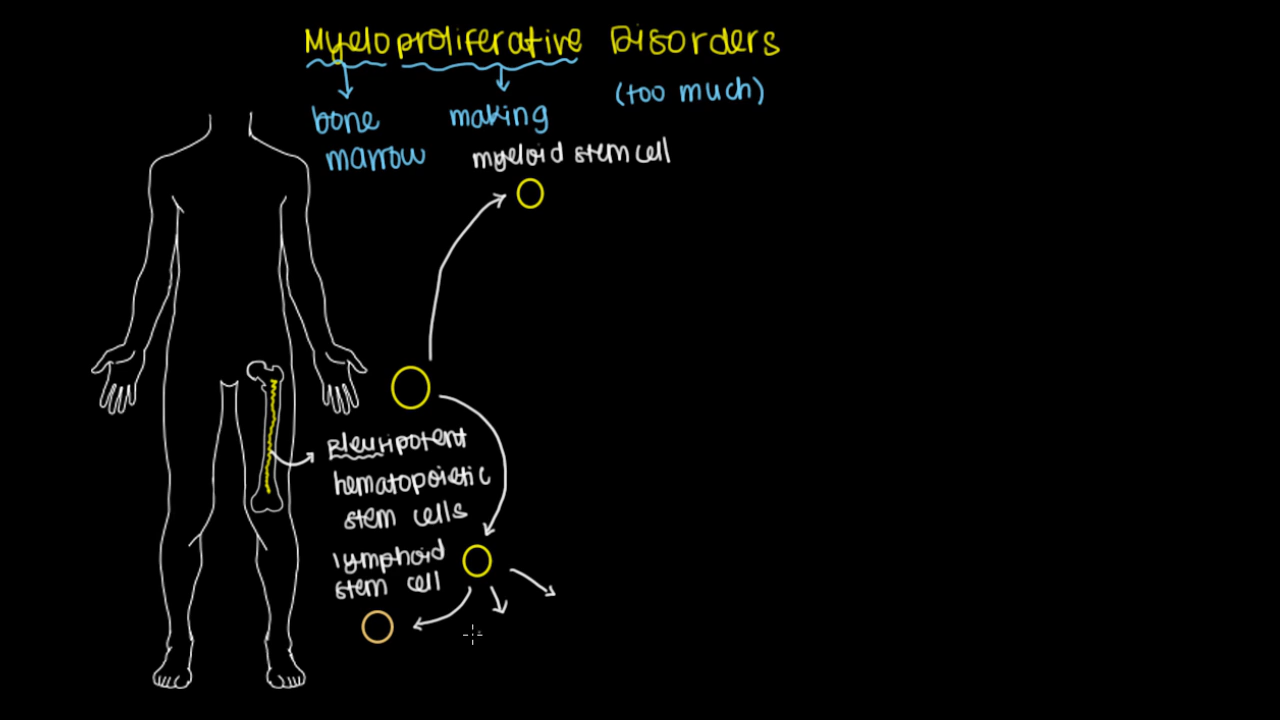 Myeloproliferative Disorders
(too much)
bone marrow
making
myeloid stem cell
Pleuripotent
hematopoietic
stem cells
lymphoid
stem cell